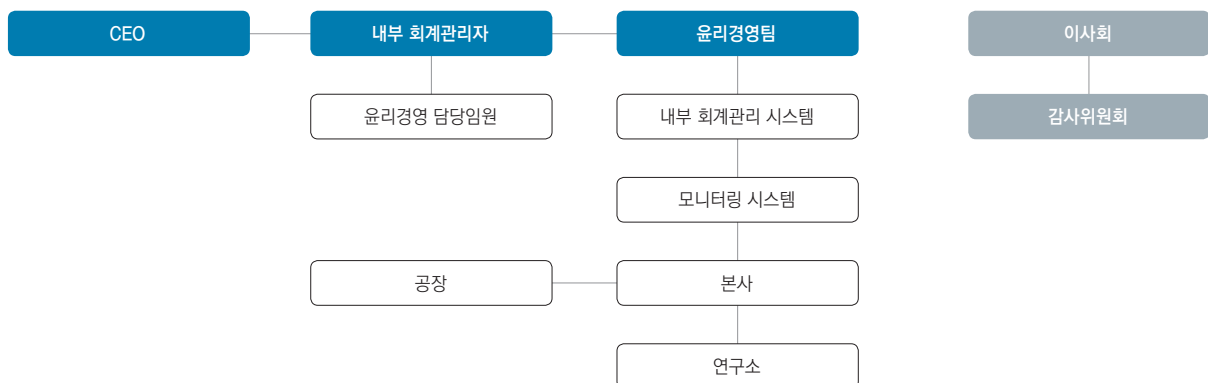 CEO
내부 회계관리자
윤리경영팀
이사회
윤리경영 담당임원
내부 회계관리 시스템
감사위원회
모니터링 시스템
공장
본사
연구소